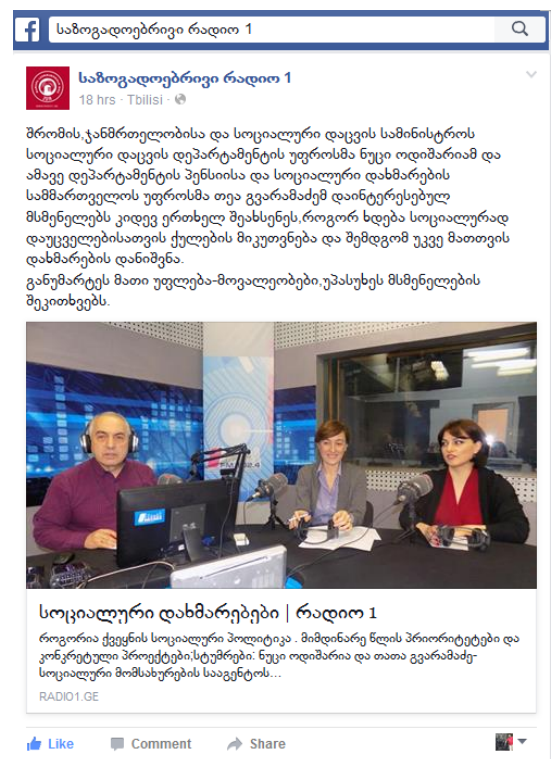 საზოგადოებრივი რადიო 1
საზოგადოებრივი რადიო 1
18 hrs · Tbilisi ·
შრომის,ჯანმრთელობისა და სოციალური დაცვის სამინისტროს
სოციალური დაცვის დეპარტამენტის უფროსმა ნუცი ოდიშარიამ და
ამავე დეპარტამენტის პენსიისა და სოციალური დახმარების
სამმართველოს უფროსმა თეა გვარამაძემ დაინტერესებულ
მსმენელებს კიდევ ერთხელ შეახსენეს,როგორ ხდება სოციალურად
დაუცველებისათვის ქულების მიკუთვნება და შემდგომ უკვე მათთვის
დახმარების დანიშვნა.
განუმარტეს მათი უფლება-მოვალეობები,უპასუხეს მსმენელების
შეკითხვებს.
სოციალური დახმარებები | რადიო 1
როგორია ქვეყნის სოციალური პოლიტიკა . მიმდინარე წლის პრიორიტეტები და
კონკრეტული პროექტები;სტუმრები: ნუცი ოდიშარია და თათა გვარამაძე-
სოციალური მომსახურების სააგენტოს...
RADIO1.GE
Like Comment Share